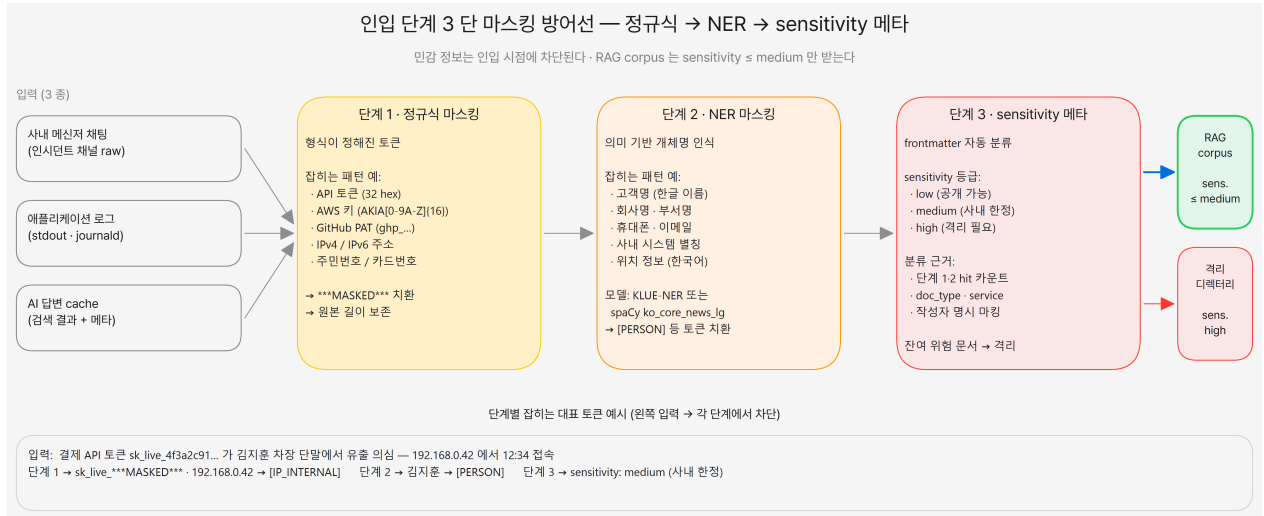 인입 단계 3 단 마스킹 방어선 — 정규식 → NER → sensitivity 메타
민감 정보는 인입 시점에 차단된다 · RAG corpus 는 sensitivity ≤ medium 만 받는다
입력 (3 종)
사내 메신저 채팅
(인시던트 채널 raw)
애플리케이션 로그
(stdout · journald)
AI 답변 cache
(검색 결과 + 메타)
단계 1 · 정규식 마스킹
형식이 정해진 토큰
잡히는 패턴 예:
· API 토큰 (32 hex)
· AWS 키 (AKIA[0-9A-Z]{16})
· GitHub PAT (ghp_...)
· IPv4 / IPv6 주소
· 주민번호 / 카드번호
→ ***MASKED*** 치환
→ 원본 길이 보존
단계 2 · NER 마스킹
의미 기반 개체명 인식
잡히는 패턴 예:
· 고객명 (한글 이름)
· 회사명 · 부서명
· 휴대폰 · 이메일
· 사내 시스템 별칭
· 위치 정보 (한국어)
모델: KLUE-NER 또는
spaCy ko_core_news_lg
→ [PERSON] 등 토큰 치환
단계 3 · sensitivity 메타
frontmatter 자동 분류
sensitivity 등급:
· low (공개 가능)
· medium (사내 한정)
· high (격리 필요)
분류 근거:
· 단계 1·2 hit 카운트
· doc_type · service
· 작성자 명시 마킹
잔여 위험 문서 → 격리
RAG
corpus
sens.
≤ medium
격리
디렉터리
sens.
high
단계별 잡히는 대표 토큰 예시 (왼쪽 입력 → 각 단계에서 차단)
입력: 결제 API 토큰 sk_live_4f3a2c91... 가 김지훈 차장 단말에서 유출 의심 — 192.168.0.42 에서 12:34 접속
단계 1 → sk_live_***MASKED*** · 192.168.0.42 → [IP_INTERNAL] 단계 2 → 김지훈 → [PERSON] 단계 3 → sensitivity: medium (사내 한정)